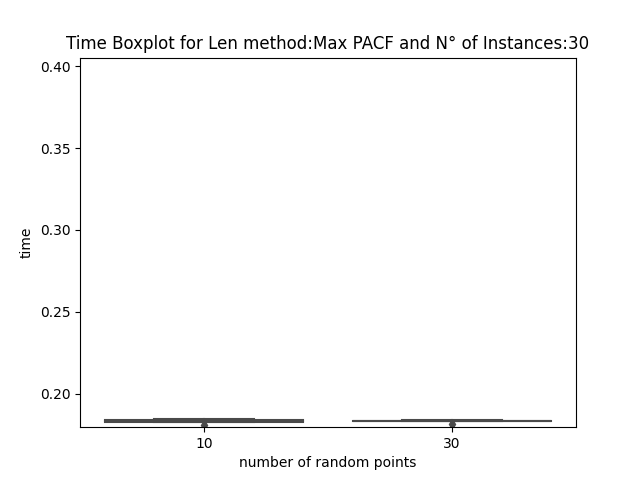 Time Boxplot for Len method:Max PACF and N° of Instances:30
0.40
0.35
0.30
0.25
0.20
time
10 30
number of random points